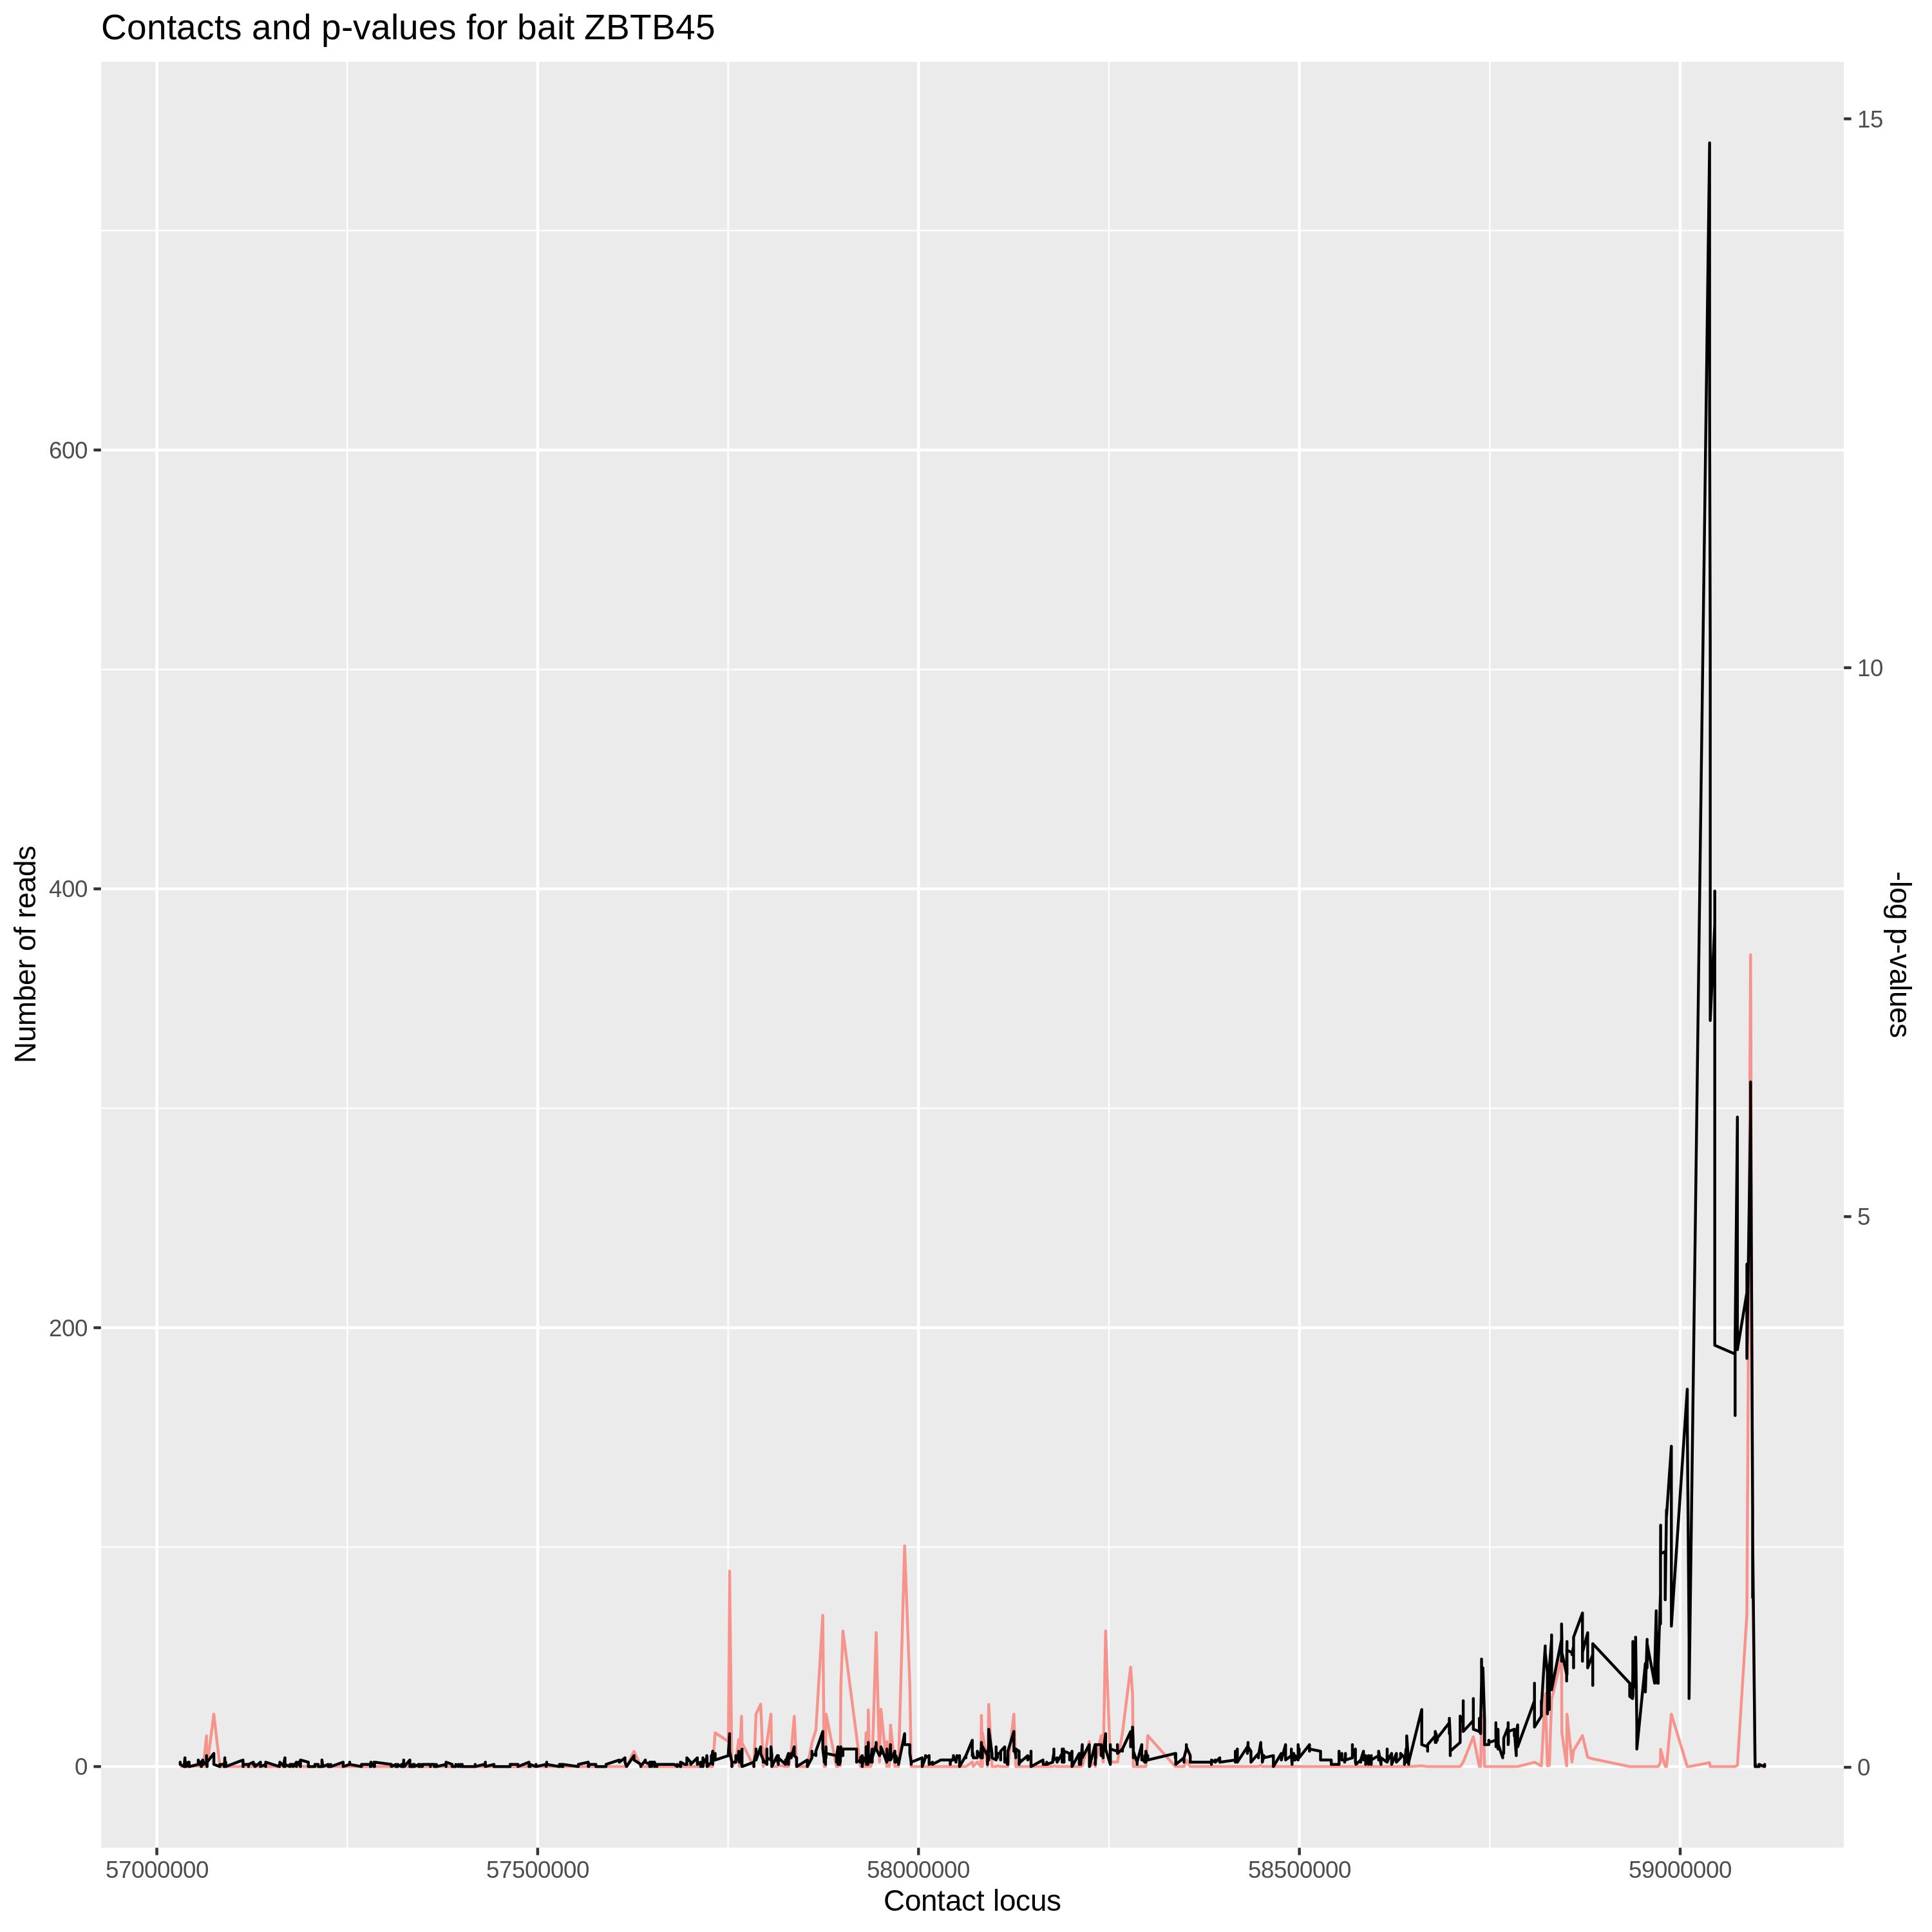 Contacts and p-values for bait ZBTB45
Number of reads
600
400
200
0
15
10
5
0
-log p-values
57000000 57500000 58000000 58500000 59000000
Contact locus